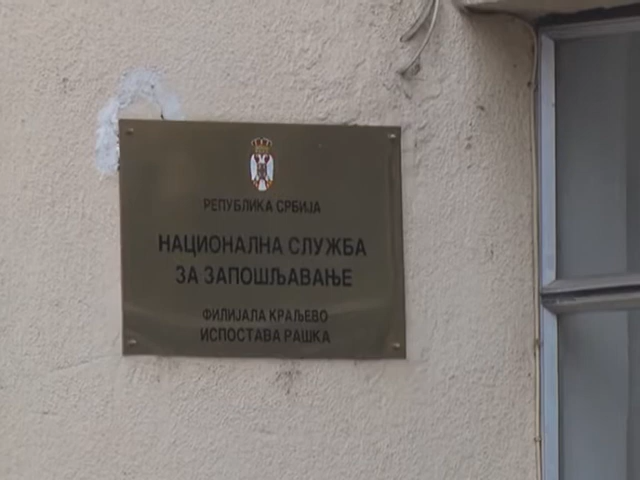 РЕПУБЛИКА СРБИЈА
НАЦИОНАЛНА СЛУЖБА
ЗА ЗАПОШЉАВАЊЕ
ФИЛИЈАЛА КРАЉЕВО
ИСПОСТАВА РАШКА